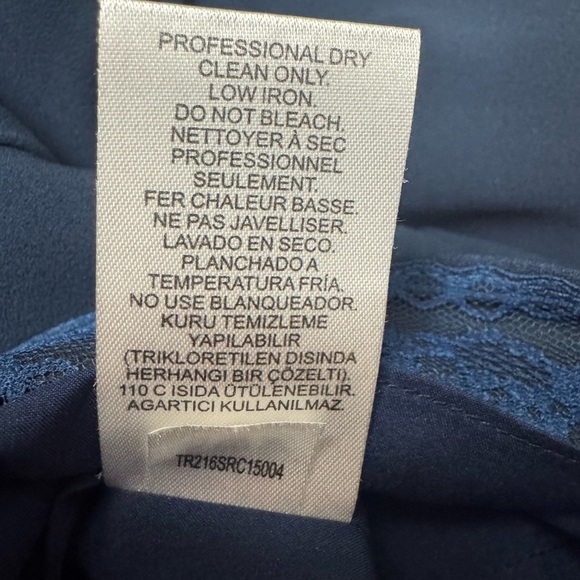 PROFESSIONAL DRY
CLEAN ONLY.
LOW IRON.
DO NOT BLEACH.
NETTOYER À SEC
PROFESSIONNEL
SEULEMENT.
FER CHALEUR BASSE.
NE PAS JAVELLISER.
LAVADO EN SECO.
PLANCHADO A
TEMPERATURA FRÍA.
NO USE BLANQUEADOR.
KURU TEMIZLEME
YAPILABILIR
(TRIKLORETILEN DISINDA
HERHANGI BIR ÇÖZELTI).
110 C ISIDA ÜTÜLENEBILIR.
AGARTICI KULLANILMAZ.
TR216SRC15004